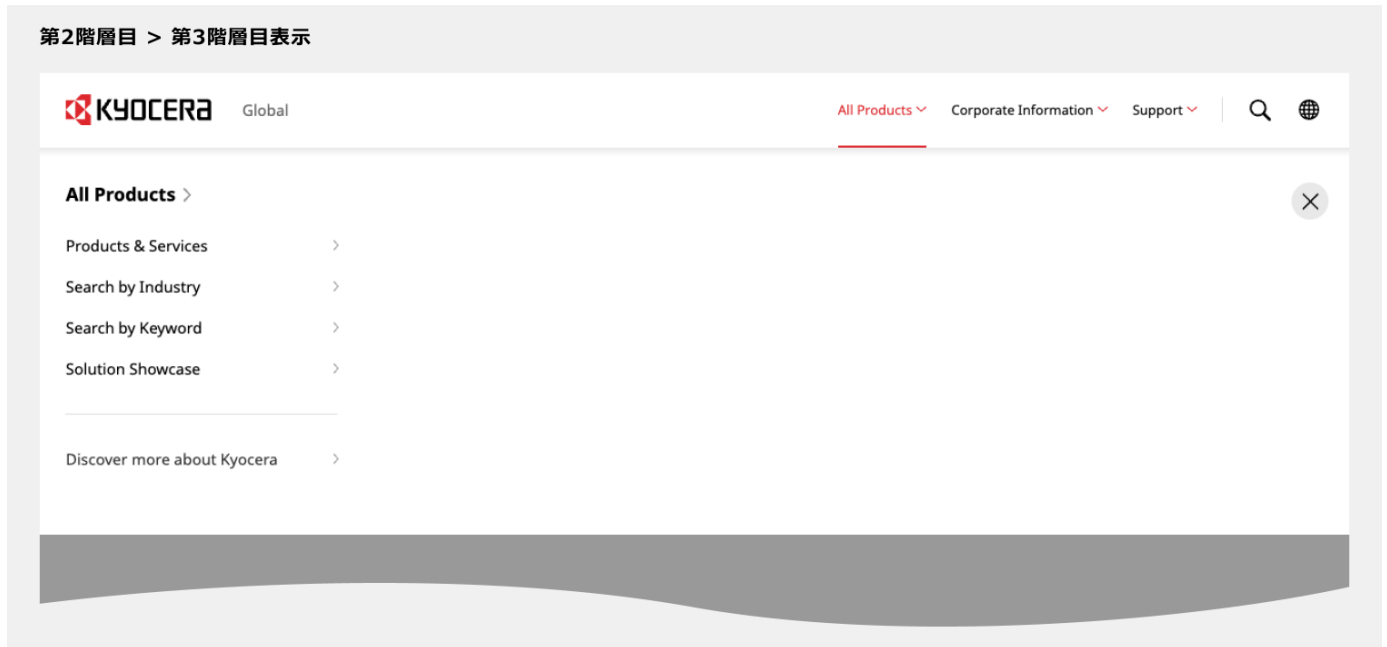 第2階層目 > 第3階層目表示
KYOCERA Global All Products Corporate Information Support
All Products
Products & Services
Search by Industry
Search by Keyword
Solution Showcase
Discover more about Kyocera